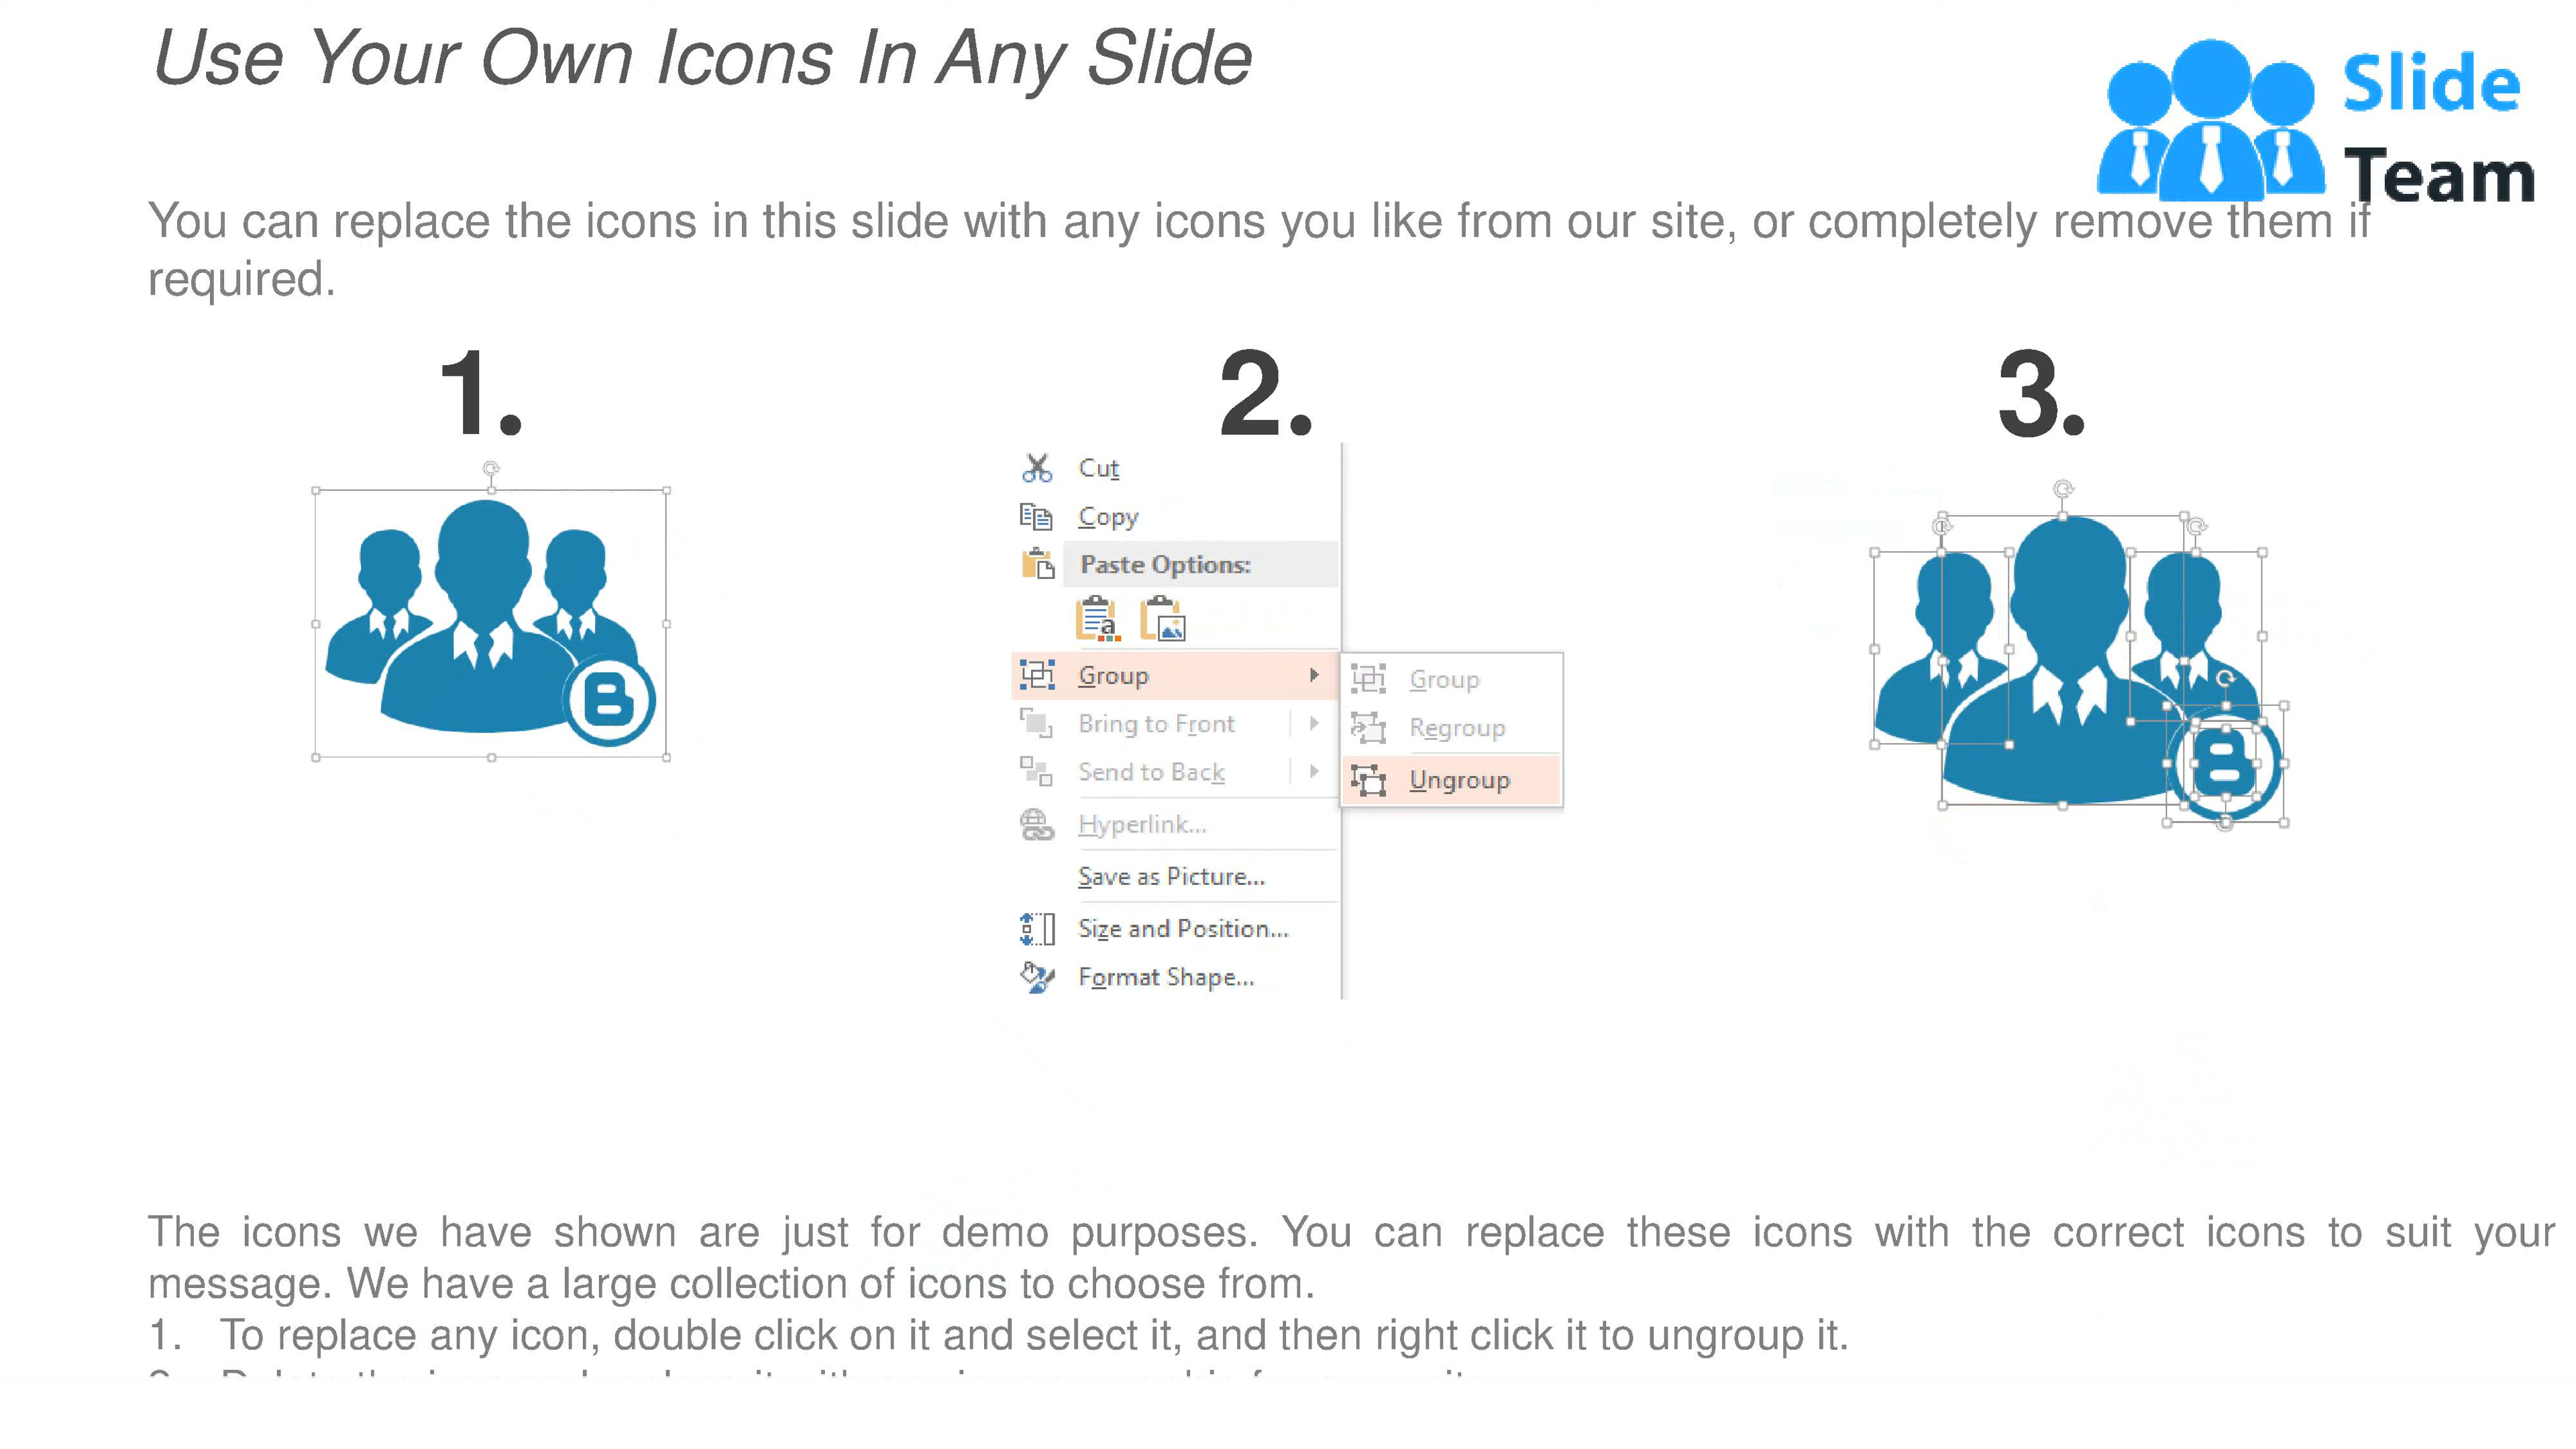 Use Your Own Icons In Any Slide
Slide
Team
You can replace the icons in this slide with any icons you like from our site, or completely remove them if
required.
1.
2.
3.
Cut
Copy
Paste Options:
Group
Bring to Front
Send to Back
Hyperlink...
Save as Picture...
Size and Position...
Format Shape...
Group
Regroup
Ungroup
The icons we have shown are just for demo purposes. You can replace these icons with the correct icons to suit your
message. We have a large collection of icons to choose from.
1. To replace any icon, double click on it and select it, and then right click it to ungroup it.